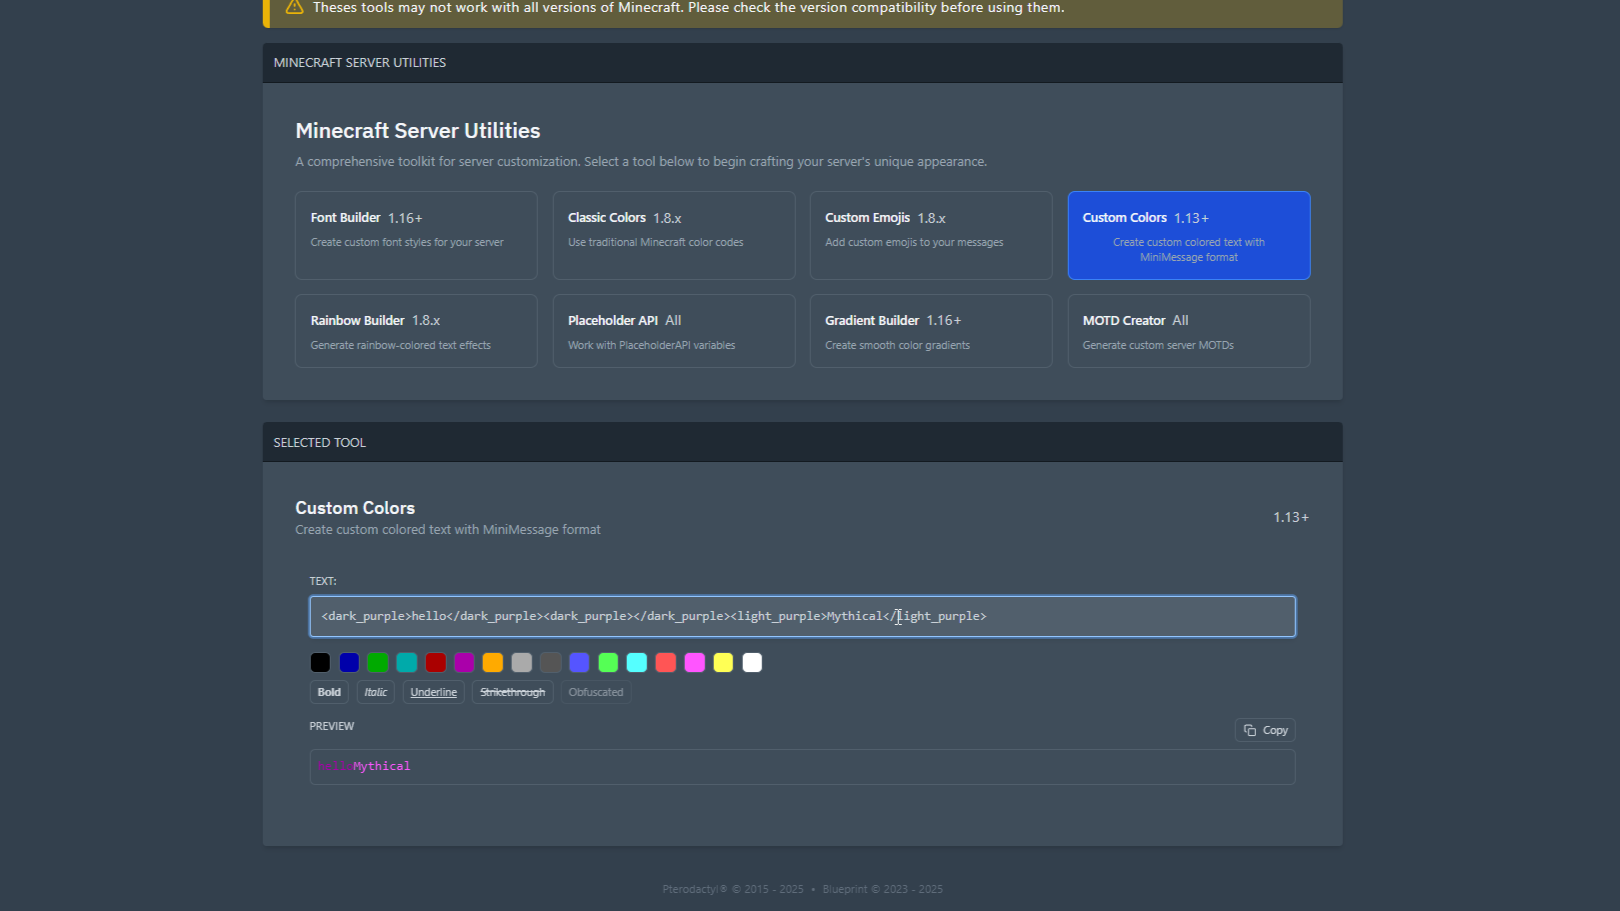 Theses tools may not work with all versions of Minecraft. Please check the version compatibility before using them.
MINECRAFT SERVER UTILITIES
Minecraft Server Utilities
A comprehensive toolkit for server customization. Select a tool below to begin crafting your server's unique appearance.
Font Builder 1.16+
Create custom font styles for your server
Classic Colors 1.8.x
Use traditional Minecraft color codes
Custom Emojis 1.8.x
Add custom emojis to your messages
Custom Colors 1.13+
Create custom colored text with
MiniMessage format
Rainbow Builder 1.8.x
Generate rainbow-colored text effects
Placeholder API All
Work with PlaceholderAPI variables
Gradient Builder 1.16+
Create smooth color gradients
MOTD Creator All
Generate custom server MOTDs
SELECTED TOOL
Custom Colors
Create custom colored text with MiniMessage format
1.13+
TEXT:
<dark_purple>hello</dark_purple><dark_purple></dark_purple><light_purple>Mythical</light_purple>
Bold Italic Underline Strikethrough Obfuscated
PREVIEW
Copy
helloMythical
Pterodactyl® © 2015 - 2025 • Blueprint © 2023 - 2025